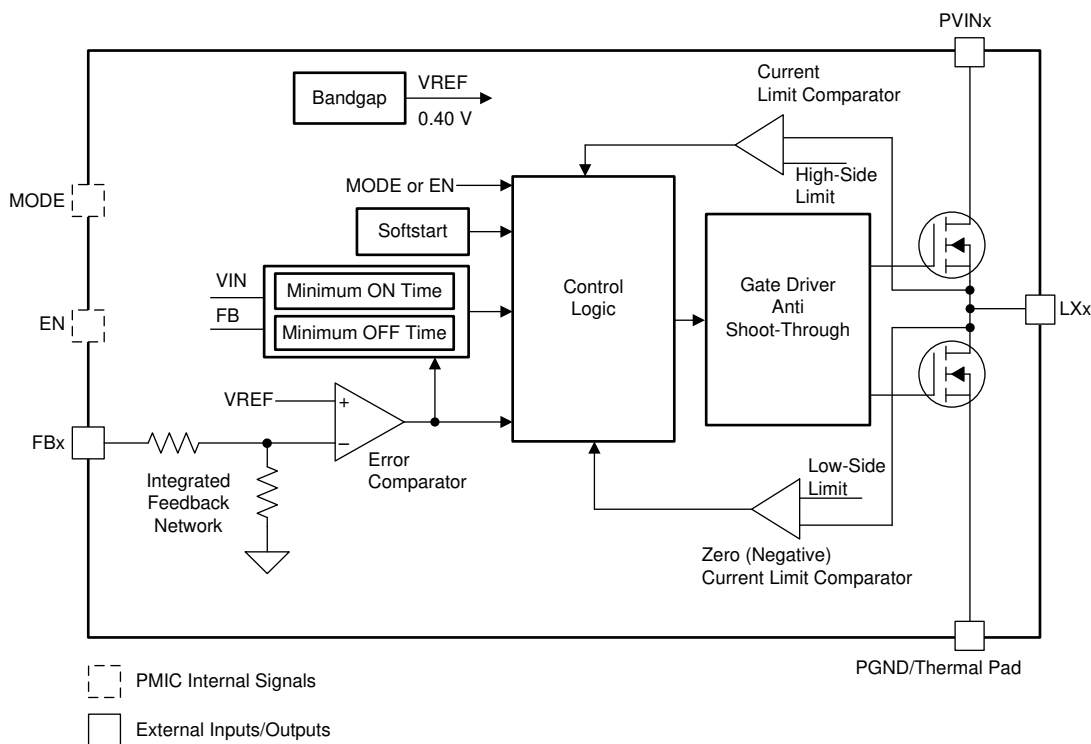 PVINx
Bandgap
VREF
0.40 V
Current
Limit Comparator
High-Side
Limit
MODE
MODE or EN
Softstart
VIN
FB
Minimum ON Time
Minimum OFF Time
Control
Logic
Gate Driver
Anti
Shoot-Through
LXx
EN
VREF
+
−
Error
Comparator
FBx
Integrated
Feedback
Network
Low-Side
Limit
Zero (Negative)
Current Limit Comparator
PGND/Thermal Pad
PMIC Internal Signals
External Inputs/Outputs